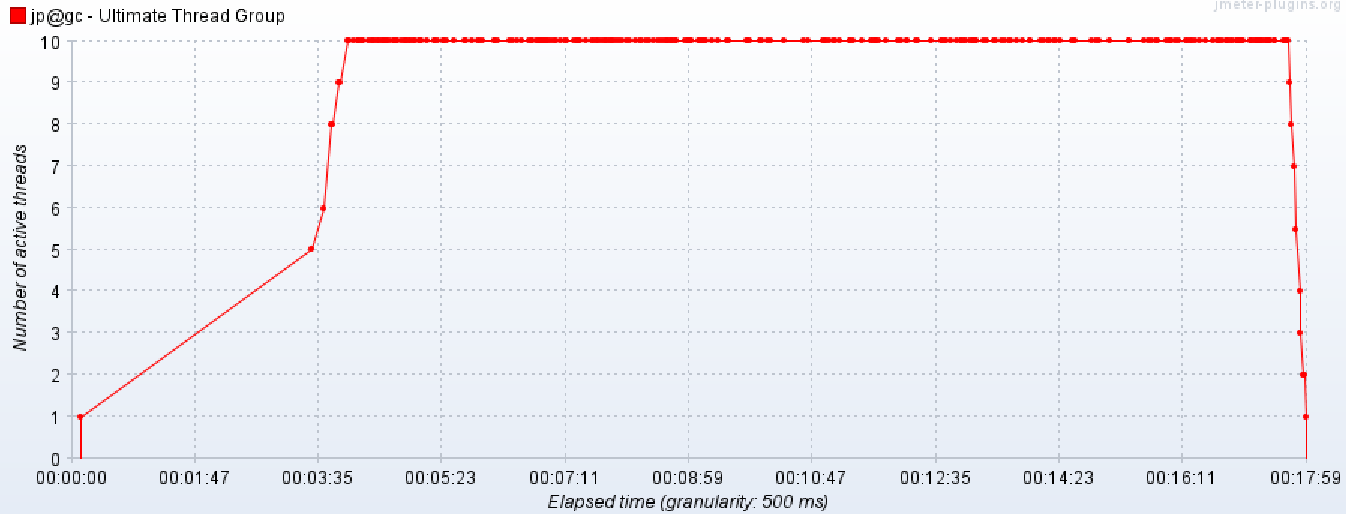 jmeter-plugins.org
jp@gc - Ultimate Thread Group
10
9
8
7
6
5
4
3
2
1
0
Number of active threads
00:00:00 00:01:47 00:03:35 00:05:23 00:07:11 00:08:59 00:10:47 00:12:35 00:14:23 00:16:11 00:17:59
Elapsed time (granularity: 500 ms)